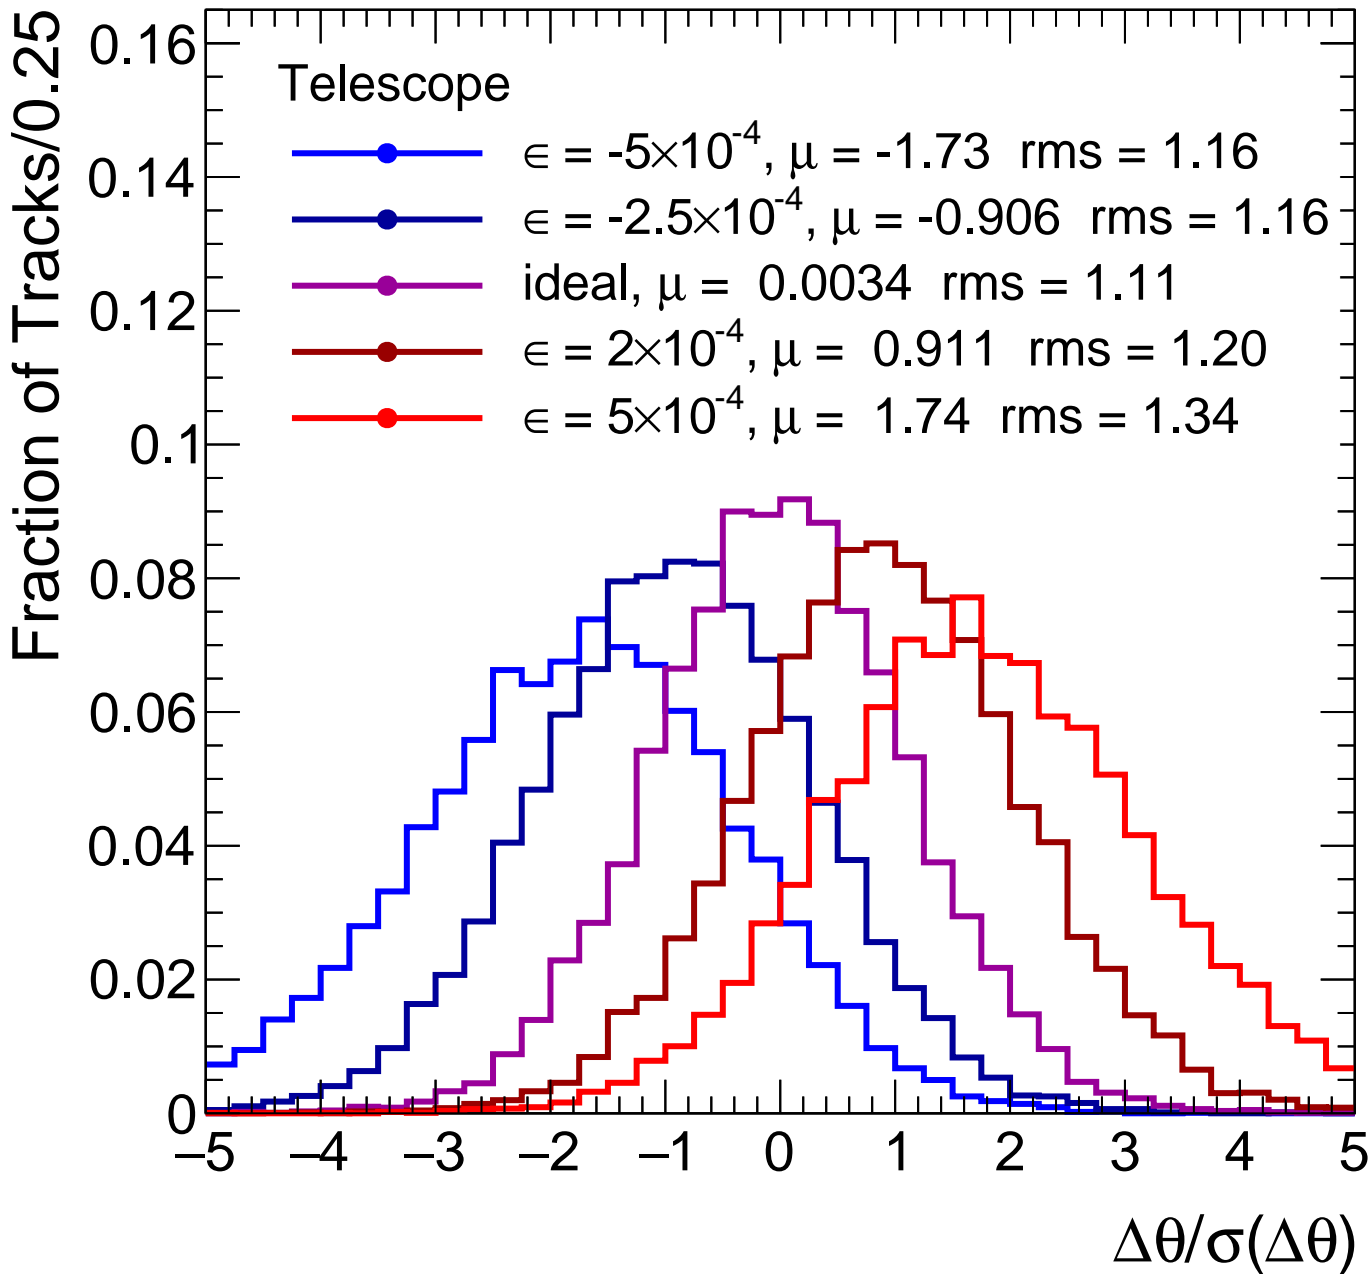 Fraction of Tracks/0.25
0.16
0.14
0.12
0.1
0.08
0.06
0.04
0.02
0
Telescope
ϵ = -5×10⁻⁴, μ = -1.73 rms = 1.16
ϵ = -2.5×10⁻⁴, μ = -0.906 rms = 1.16
ideal, μ = 0.0034 rms = 1.11
ϵ = 2×10⁻⁴, μ = 0.911 rms = 1.20
ϵ = 5×10⁻⁴, μ = 1.74 rms = 1.34
−5 −4 −3 −2 −1 0 1 2 3 4 5
Δθ/σ(Δθ)